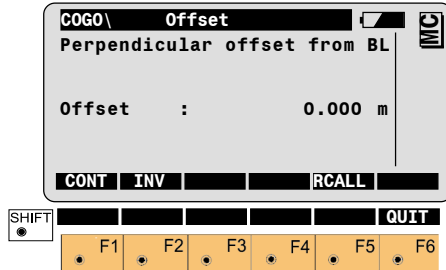 COGO\ Offset MC
Perpendicular offset from BL
Offset : 0.000 m
CONT INV RCALL
SHIFT QUIT
F1 F2 F3 F4 F5 F6